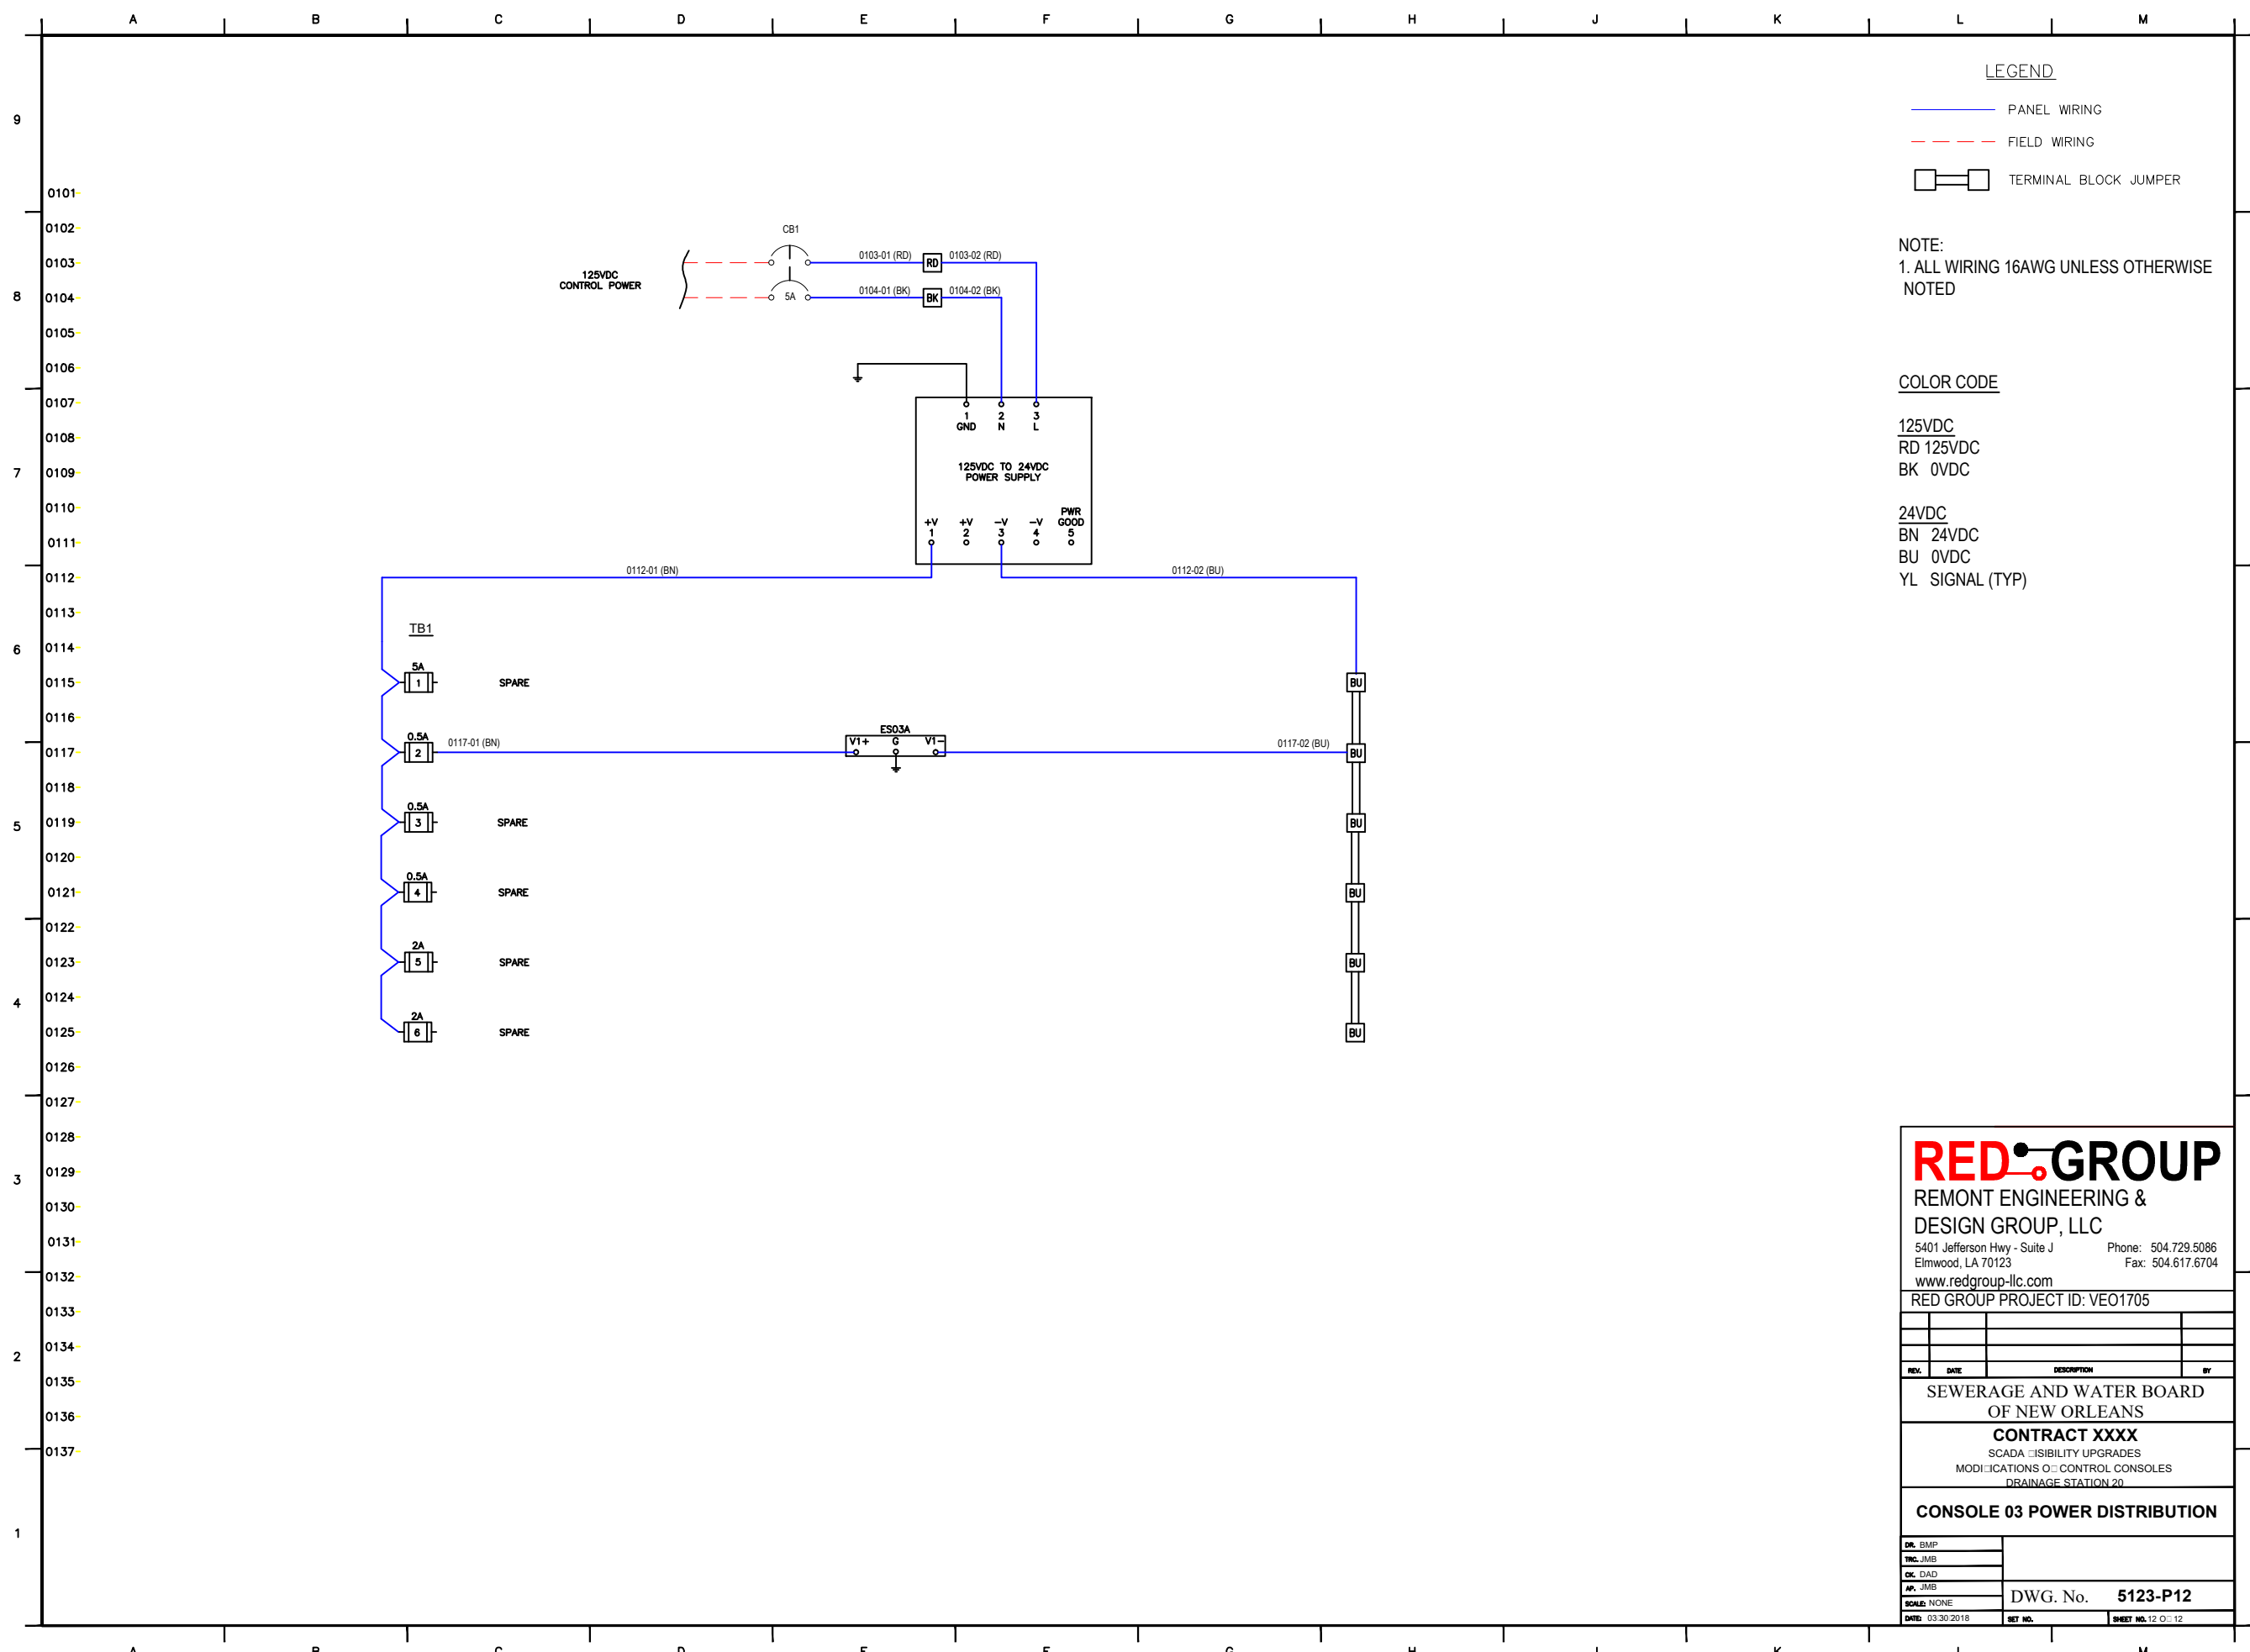 A B C D E F G H J K L M
LEGEND
PANEL WIRING
FIELD WIRING
TERMINAL BLOCK JUMPER
NOTE:
1. ALL WIRING 16AWG UNLESS OTHERWISE
NOTED
COLOR CODE
125VDC
RD 125VDC
BK 0VDC
24VDC
BN 24VDC
BU 0VDC
YL SIGNAL (TYP)
9
8
7
6
5
4
3
2
1
0101
0102
0103
0104
0105
0106
0107
0108
0109
0110
0111
0112
0113
0114
0115
0116
0117
0118
0119
0120
0121
0122
0123
0124
0125
0126
0127
0128
0129
0130
0131
0132
0133
0134
0135
0136
0137
CB1
125VDC
CONTROL POWER
0103-01 (RD) RD 0103-02 (RD)
5A 0104-01 (BK) BK 0104-02 (BK)
1 2 3
GND N L
125VDC TO 24VDC
POWER SUPPLY
PWR
+V +V -V -V GOOD
1 2 3 4 5
0112-01 (BN) 0112-02 (BU)
TB1
5A
1 SPARE BU
0.5A ES03A
2 0117-01 (BN) V1+ G V1- 0117-02 (BU) BU
0.5A
3 SPARE BU
0.5A
4 SPARE BU
2A
5 SPARE BU
2A
6 SPARE BU
RED GROUP
REMONT ENGINEERING &
DESIGN GROUP, LLC
5401 Jefferson Hwy - Suite J Phone: 504.729.5086
Elmwood, LA 70123 Fax: 504.617.6704
www.redgroup-llc.com
RED GROUP PROJECT ID: VEO1705
REV. DATE DESCRIPTION BY
SEWERAGE AND WATER BOARD
OF NEW ORLEANS
CONTRACT XXXX
SCADA □ISIBILITY UPGRADES
MODI□ICATIONS O□ CONTROL CONSOLES
DRAINAGE STATION 20
CONSOLE 03 POWER DISTRIBUTION
DR. BMP
TRC. JMB
CK. DAD
AP. JMB
SCALE: NONE
DATE: 03.30.2018
DWG. No. 5123-P12
SET NO. SHEET NO. 12 O□ 12
A B C D E F G H J K L M